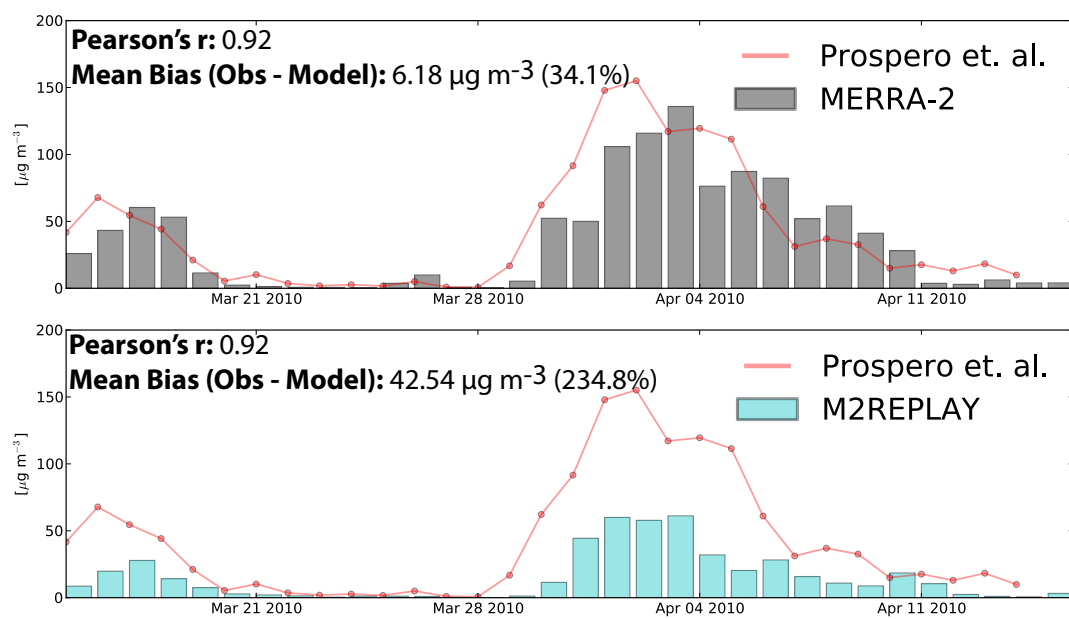 200
Pearson's r: 0.92
Mean Bias (Obs - Model): 6.18 µg m⁻³ (34.1%)
Prospero et. al.
MERRA-2
150
100
50
0
[µg m⁻³]
Mar 21 2010
Mar 28 2010
Apr 04 2010
Apr 11 2010
200
Pearson's r: 0.92
Mean Bias (Obs - Model): 42.54 µg m⁻³ (234.8%)
Prospero et. al.
M2REPLAY
150
100
50
0
[µg m⁻³]
Mar 21 2010
Mar 28 2010
Apr 04 2010
Apr 11 2010